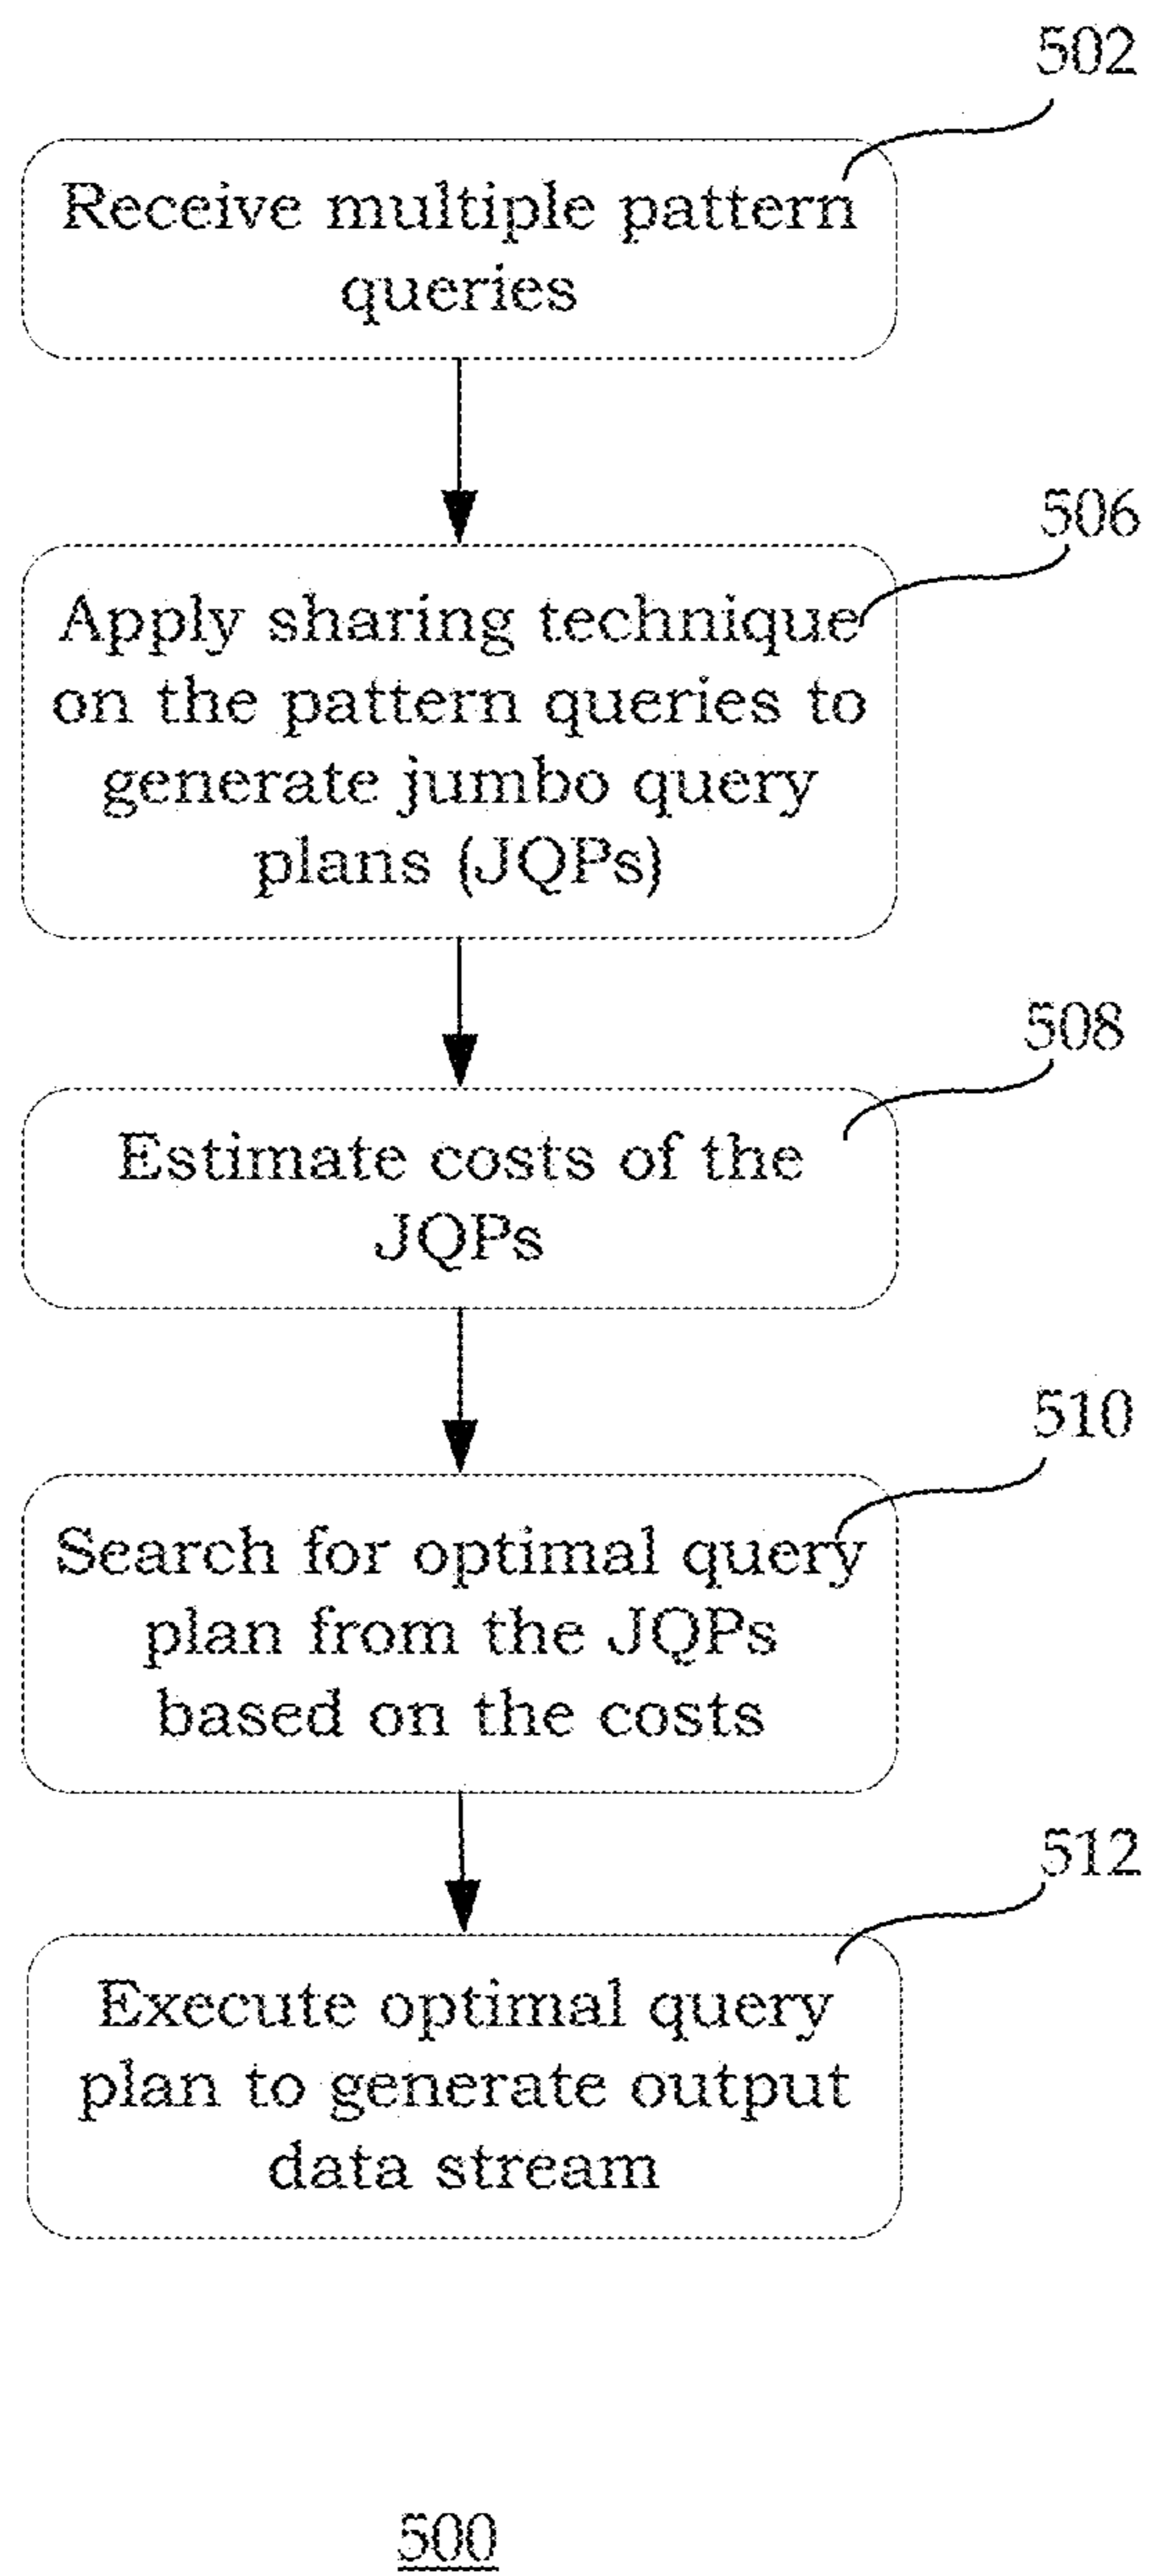 502
Receive multiple pattern
queries
506
Apply sharing technique
on the pattern queries to
generate jumbo query
plans (JQPs)
508
Estimate costs of the
JQPs
510
Search for optimal query
plan from the JQPs
based on the costs
512
Execute optimal query
plan to generate output
data stream
500